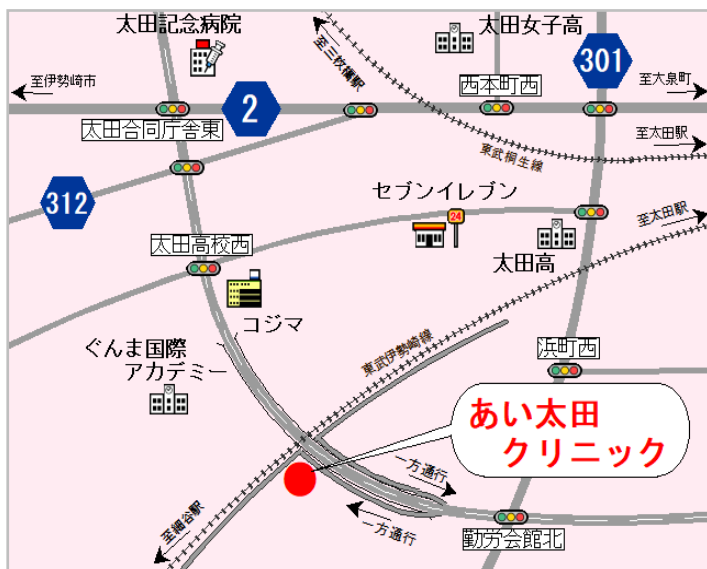 太田記念病院
太田女子高
至三枚橋駅
301
至伊勢崎市
西本町西
至大泉町
2
太田合同庁舎東
至太田駅
東武桐生線
312
セブンイレブン
24
至太田駅
太田高校西
太田高
コジマ
東武伊勢崎線
浜町西
ぐんま国際
アカデミー
あい太田
クリニック
一方通行
至細谷駅
一方通行
勤労会館北